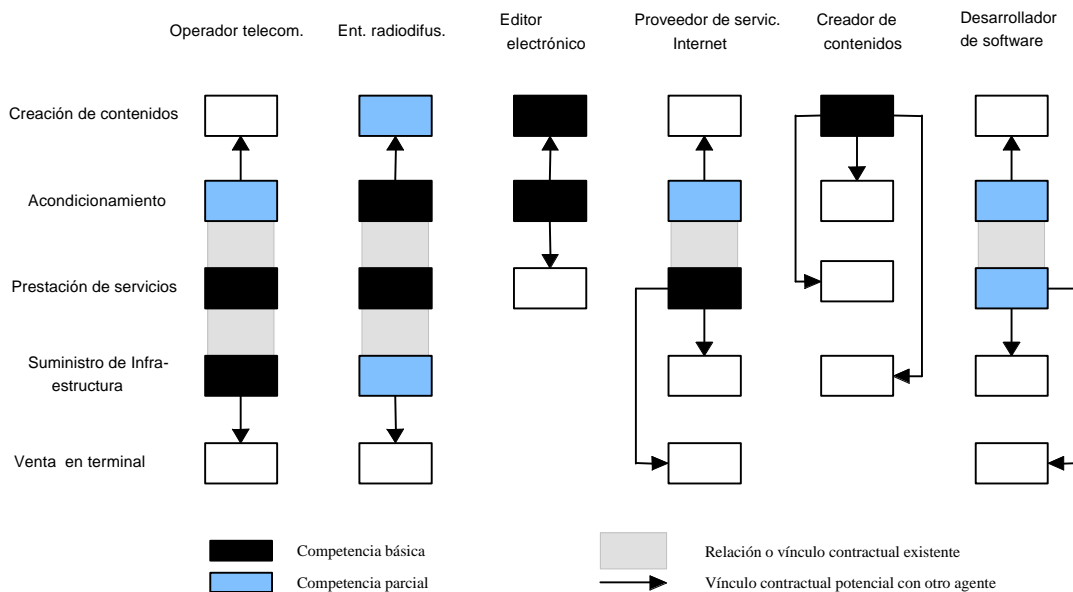 Operador telecom.
Ent. radiodifus.
Editor
electrónico
Proveedor de servic.
Internet
Creador de
contenidos
Desarrollador
de software
Creación de contenidos
Acondicionamiento
Prestación de servicios
Suministro de Infra-
estructura
Venta en terminal
Competencia básica
Competencia parcial
Relación o vínculo contractual existente
Vínculo contractual potencial con otro agente